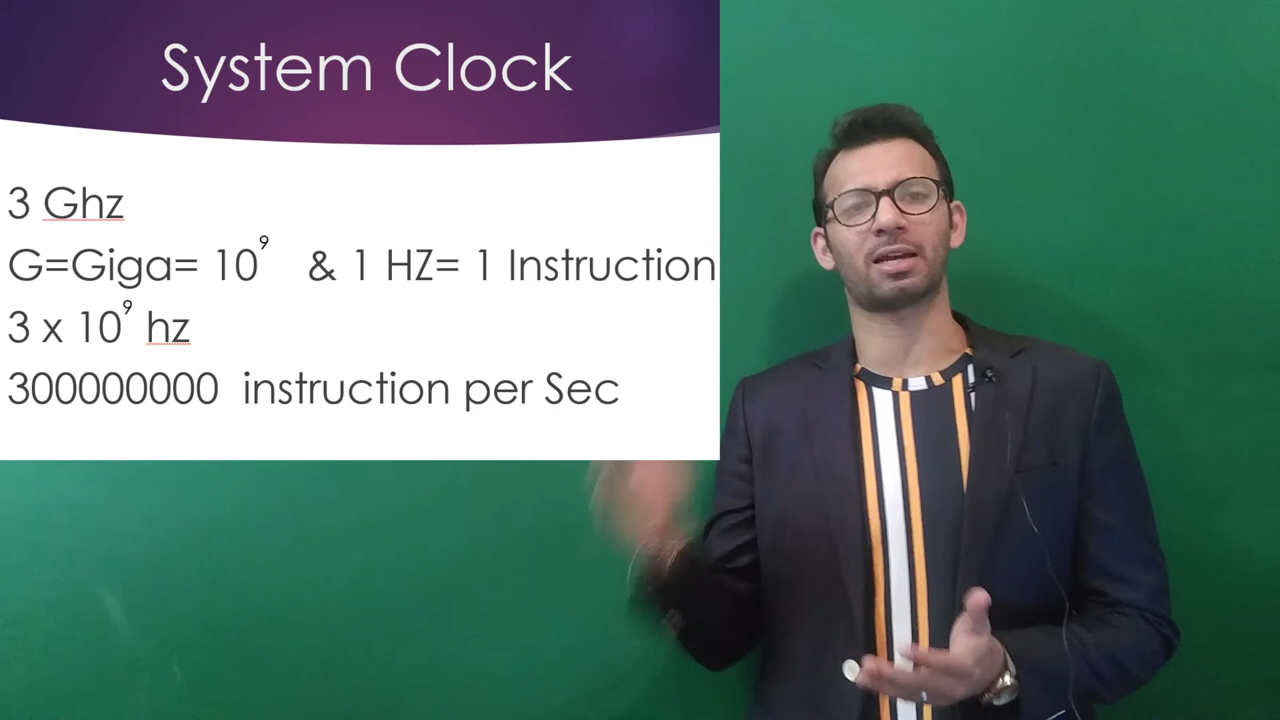 System Clock
3 Ghz
G=Giga= 10⁹ & 1 HZ= 1 Instruction
3 x 10⁹ hz
300000000 instruction per Sec